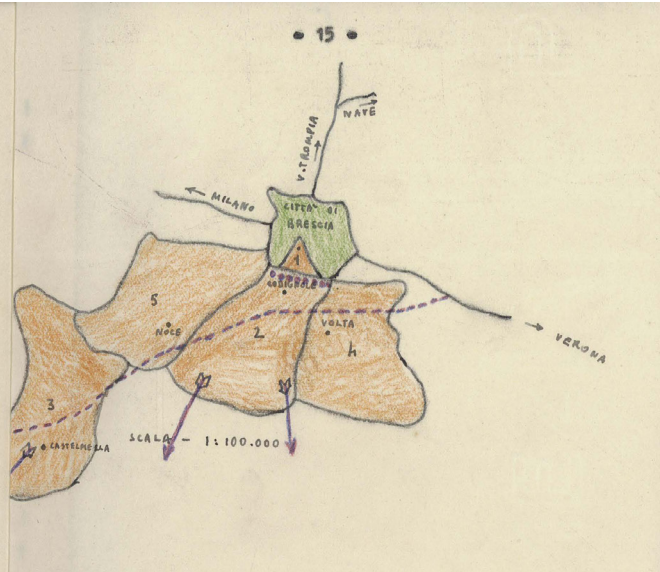 • 15 •
NAVE
V. TROMPIA
MILANO
CITTA' DI
BRESCIA
1
CODIGNOLE
5
NOCE
2
VOLTA
4
VERONA
3
CASTELMELLA
SCALA – 1:100.000